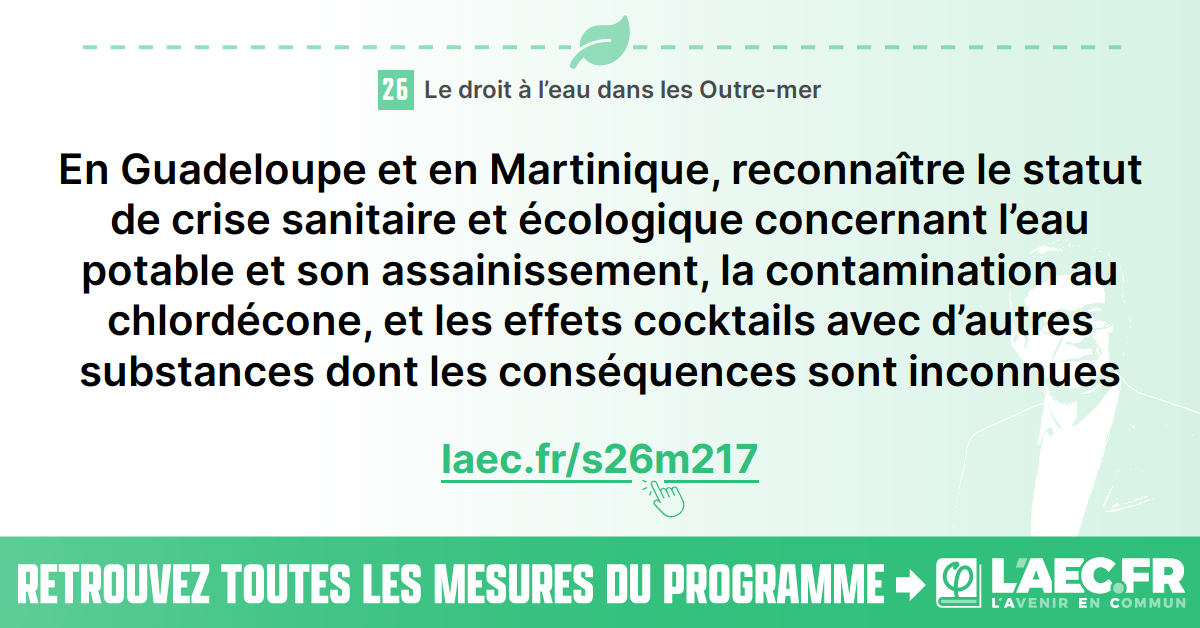 26 Le droit à l’eau dans les Outre-mer
En Guadeloupe et en Martinique, reconnaître le statut
de crise sanitaire et écologique concernant l’eau
potable et son assainissement, la contamination au
chlordécone, et les effets cocktails avec d’autres
substances dont les conséquences sont inconnues
laec.fr/s26m217
RETROUVEZ TOUTES LES MESURES DU PROGRAMME
φ L’AEC.FR
L’AVENIR EN COMMUN